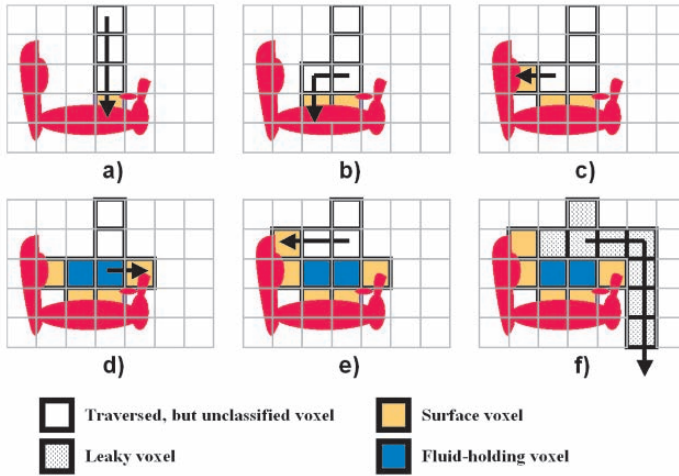 a) b) c)
d) e) f)
Traversed, but unclassified voxel Surface voxel
Leaky voxel Fluid-holding voxel